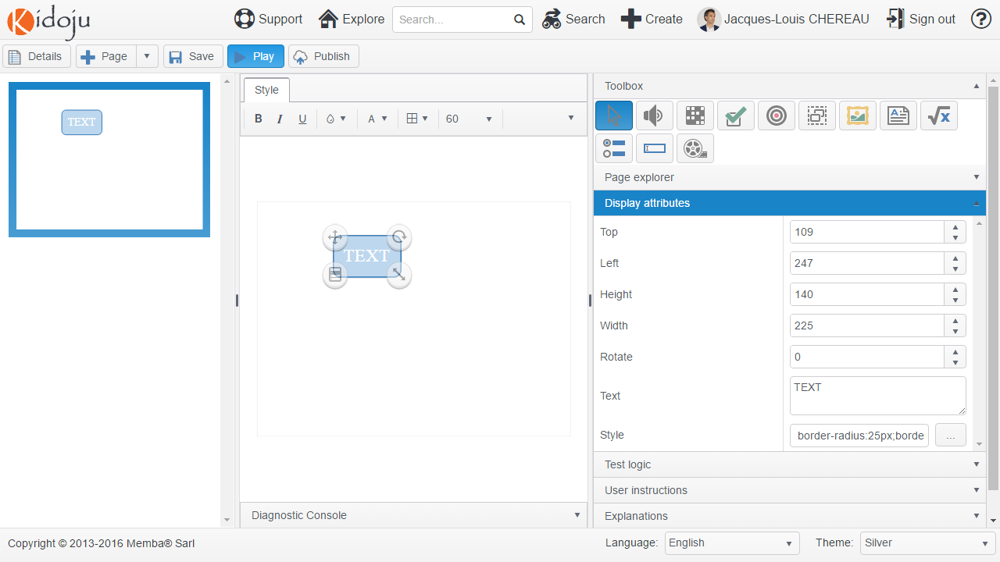 Kidoju
Support
Explore
Search...
Search
Create
Jacques-Louis CHEREAU
Sign out
?
Details
Page
Save
Play
Publish
TEXT
Style
B I U A 60
TEXT
Diagnostic Console
Toolbox
Page explorer
Display attributes
Top 109
Left 247
Height 140
Width 225
Rotate 0
Text TEXT
Style border-radius:25px;borde ...
Test logic
User instructions
Explanations
Copyright © 2013-2016 Memba® Sarl
Language: English
Theme: Silver